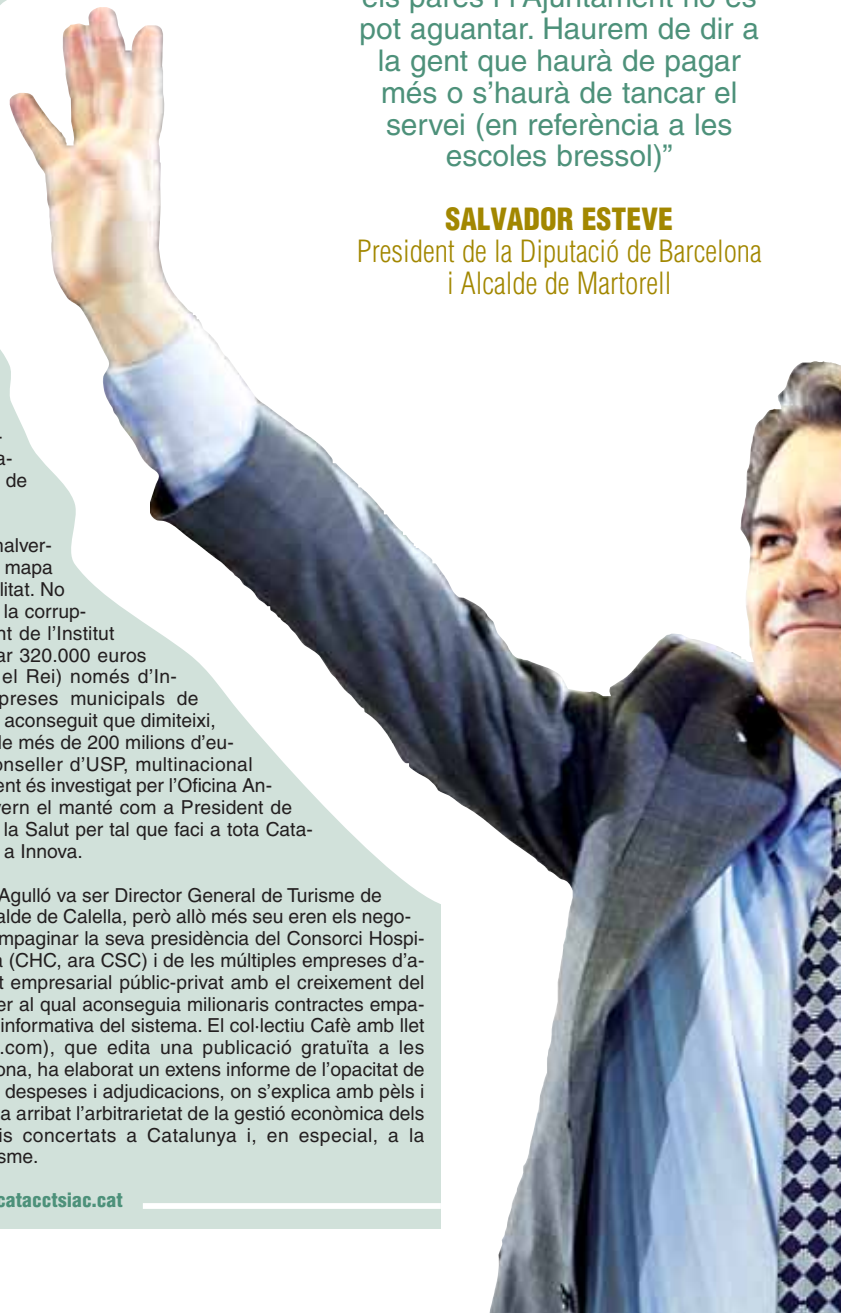 els pares i l'Ajuntament no es
pot aguantar. Haurem de dir a
la gent que haurà de pagar
més o s'haurà de tancar el
servei (en referència a les
escoles bressol)"
SALVADOR ESTEVE
President de la Diputació de Barcelona
i Alcalde de Martorell
a-
de
nalver-
mapa
litat. No
la corrup-
nt de l'Institut
ar 320.000 euros
el Rei) només d'In-
preses municipals de
aconseguit que dimiteixi,
de més de 200 milions d'eu-
onseller d'USP, multinacional
ent és investigat per l'Oficina An-
vern el manté com a President de
la Salut per tal que faci a tota Cata-
a Innova.
Agulló va ser Director General de Turisme de
alde de Calella, però allò més seu eren els nego-
mpaginar la seva presidència del Consorci Hospi-
a (CHC, ara CSC) i de les múltiples empreses d'a-
t empresarial públic-privat amb el creixement del
er al qual aconseguia milionaris contractes empa-
informativa del sistema. El col·lectiu Cafè amb llet
.com), que edita una publicació gratuïta a les
ona, ha elaborat un extens informe de l'opacitat de
despeses i adjudicacions, on s'explica amb pèls i
a arribat l'arbitrarietat de la gestió econòmica dels
is concertats a Catalunya i, en especial, a la
sme.
catacctsiac.cat